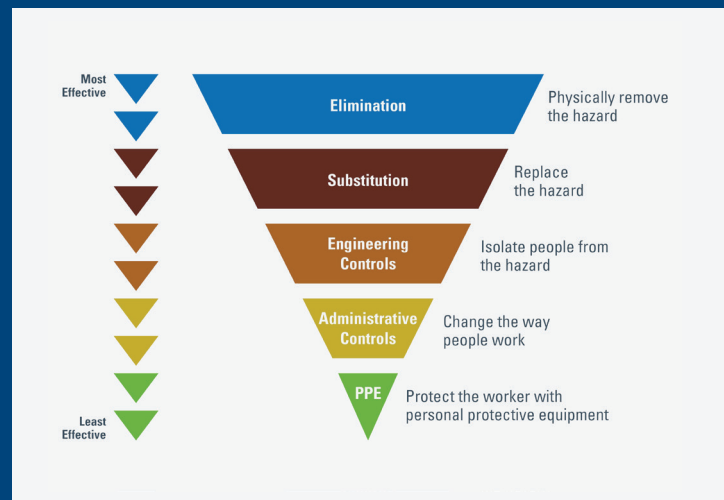 Most
Effective
Elimination
Physically remove
the hazard
Substitution
Replace
the hazard
Engineering
Controls
Isolate people from
the hazard
Administrative
Controls
Change the way
people work
PPE
Protect the worker with
personal protective equipment
Least
Effective